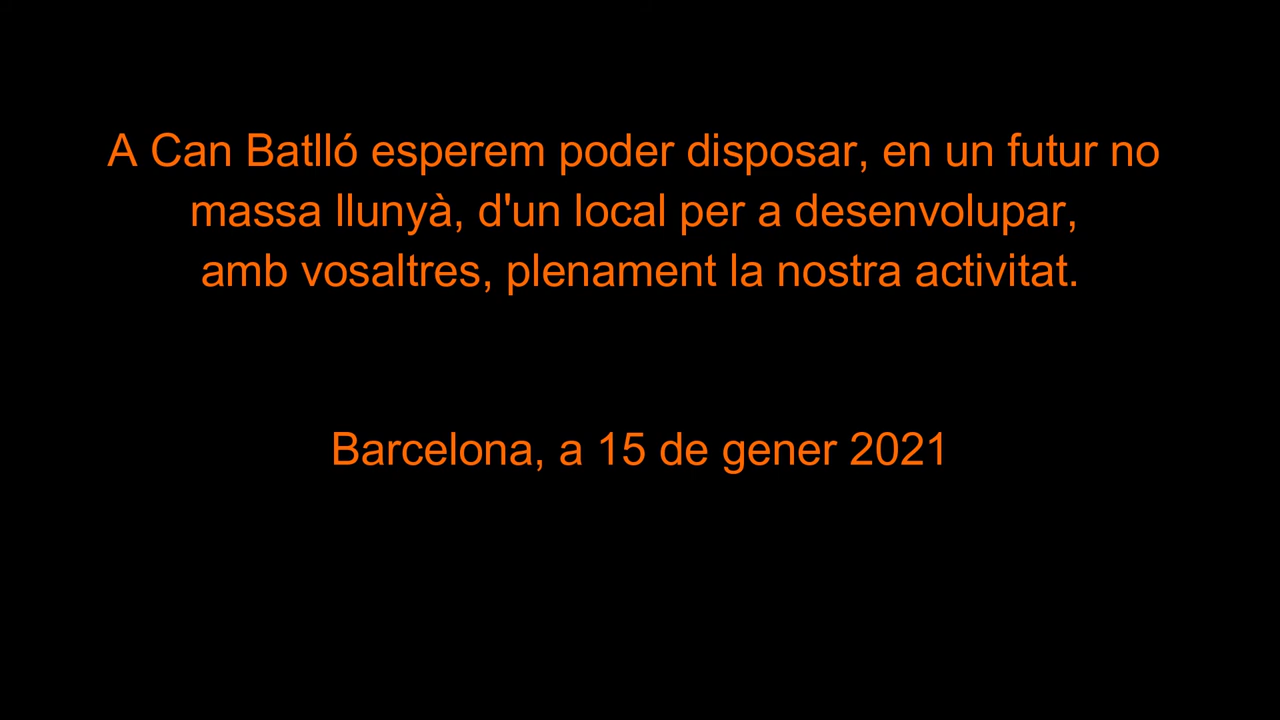 A Can Batlló esperem poder disposar, en un futur no
massa llunyà, d'un local per a desenvolupar,
amb vosaltres, plenament la nostra activitat.
Barcelona, a 15 de gener 2021